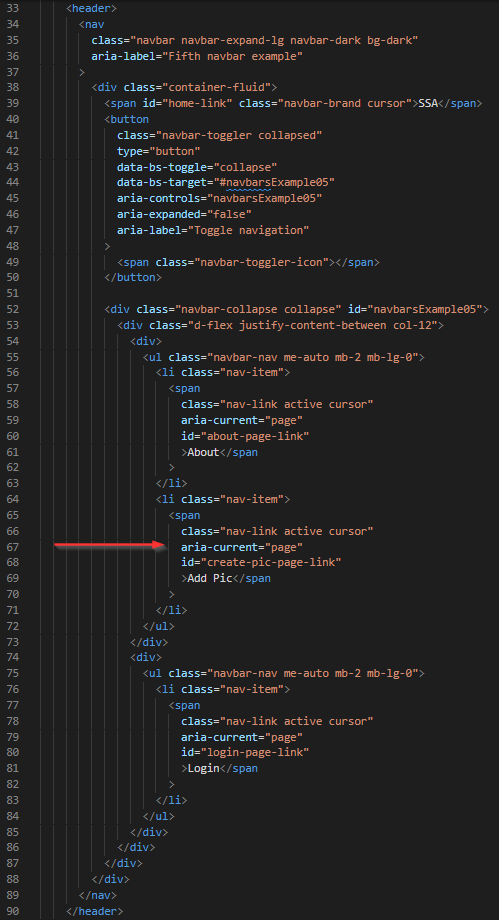 33 <header>
34 <nav
35 class="navbar navbar-expand-lg navbar-dark bg-dark"
36 aria-label="Fifth navbar example"
37 >
38 <div class="container-fluid">
39 <span id="home-link" class="navbar-brand cursor">SSA</span>
40 <button
41 class="navbar-toggler collapsed"
42 type="button"
43 data-bs-toggle="collapse"
44 data-bs-target="#navbarsExample05"
45 aria-controls="navbarsExample05"
46 aria-expanded="false"
47 aria-label="Toggle navigation"
48 >
49 <span class="navbar-toggler-icon"></span>
50 </button>
51
52 <div class="navbar-collapse collapse" id="navbarsExample05">
53 <div class="d-flex justify-content-between col-12">
54 <div>
55 <ul class="navbar-nav me-auto mb-2 mb-lg-0">
56 <li class="nav-item">
57 <span
58 class="nav-link active cursor"
59 aria-current="page"
60 id="about-page-link"
61 >About</span
62 >
63 </li>
64 <li class="nav-item">
65 <span
66 class="nav-link active cursor"
67 aria-current="page"
68 id="create-pic-page-link"
69 >Add Pic</span
70 >
71 </li>
72 </ul>
73 </div>
74 <div>
75 <ul class="navbar-nav me-auto mb-2 mb-lg-0">
76 <li class="nav-item">
77 <span
78 class="nav-link active cursor"
79 aria-current="page"
80 id="login-page-link"
81 >Login</span
82 >
83 </li>
84 </ul>
85 </div>
86 </div>
87 </div>
88 </div>
89 </nav>
90 </header>